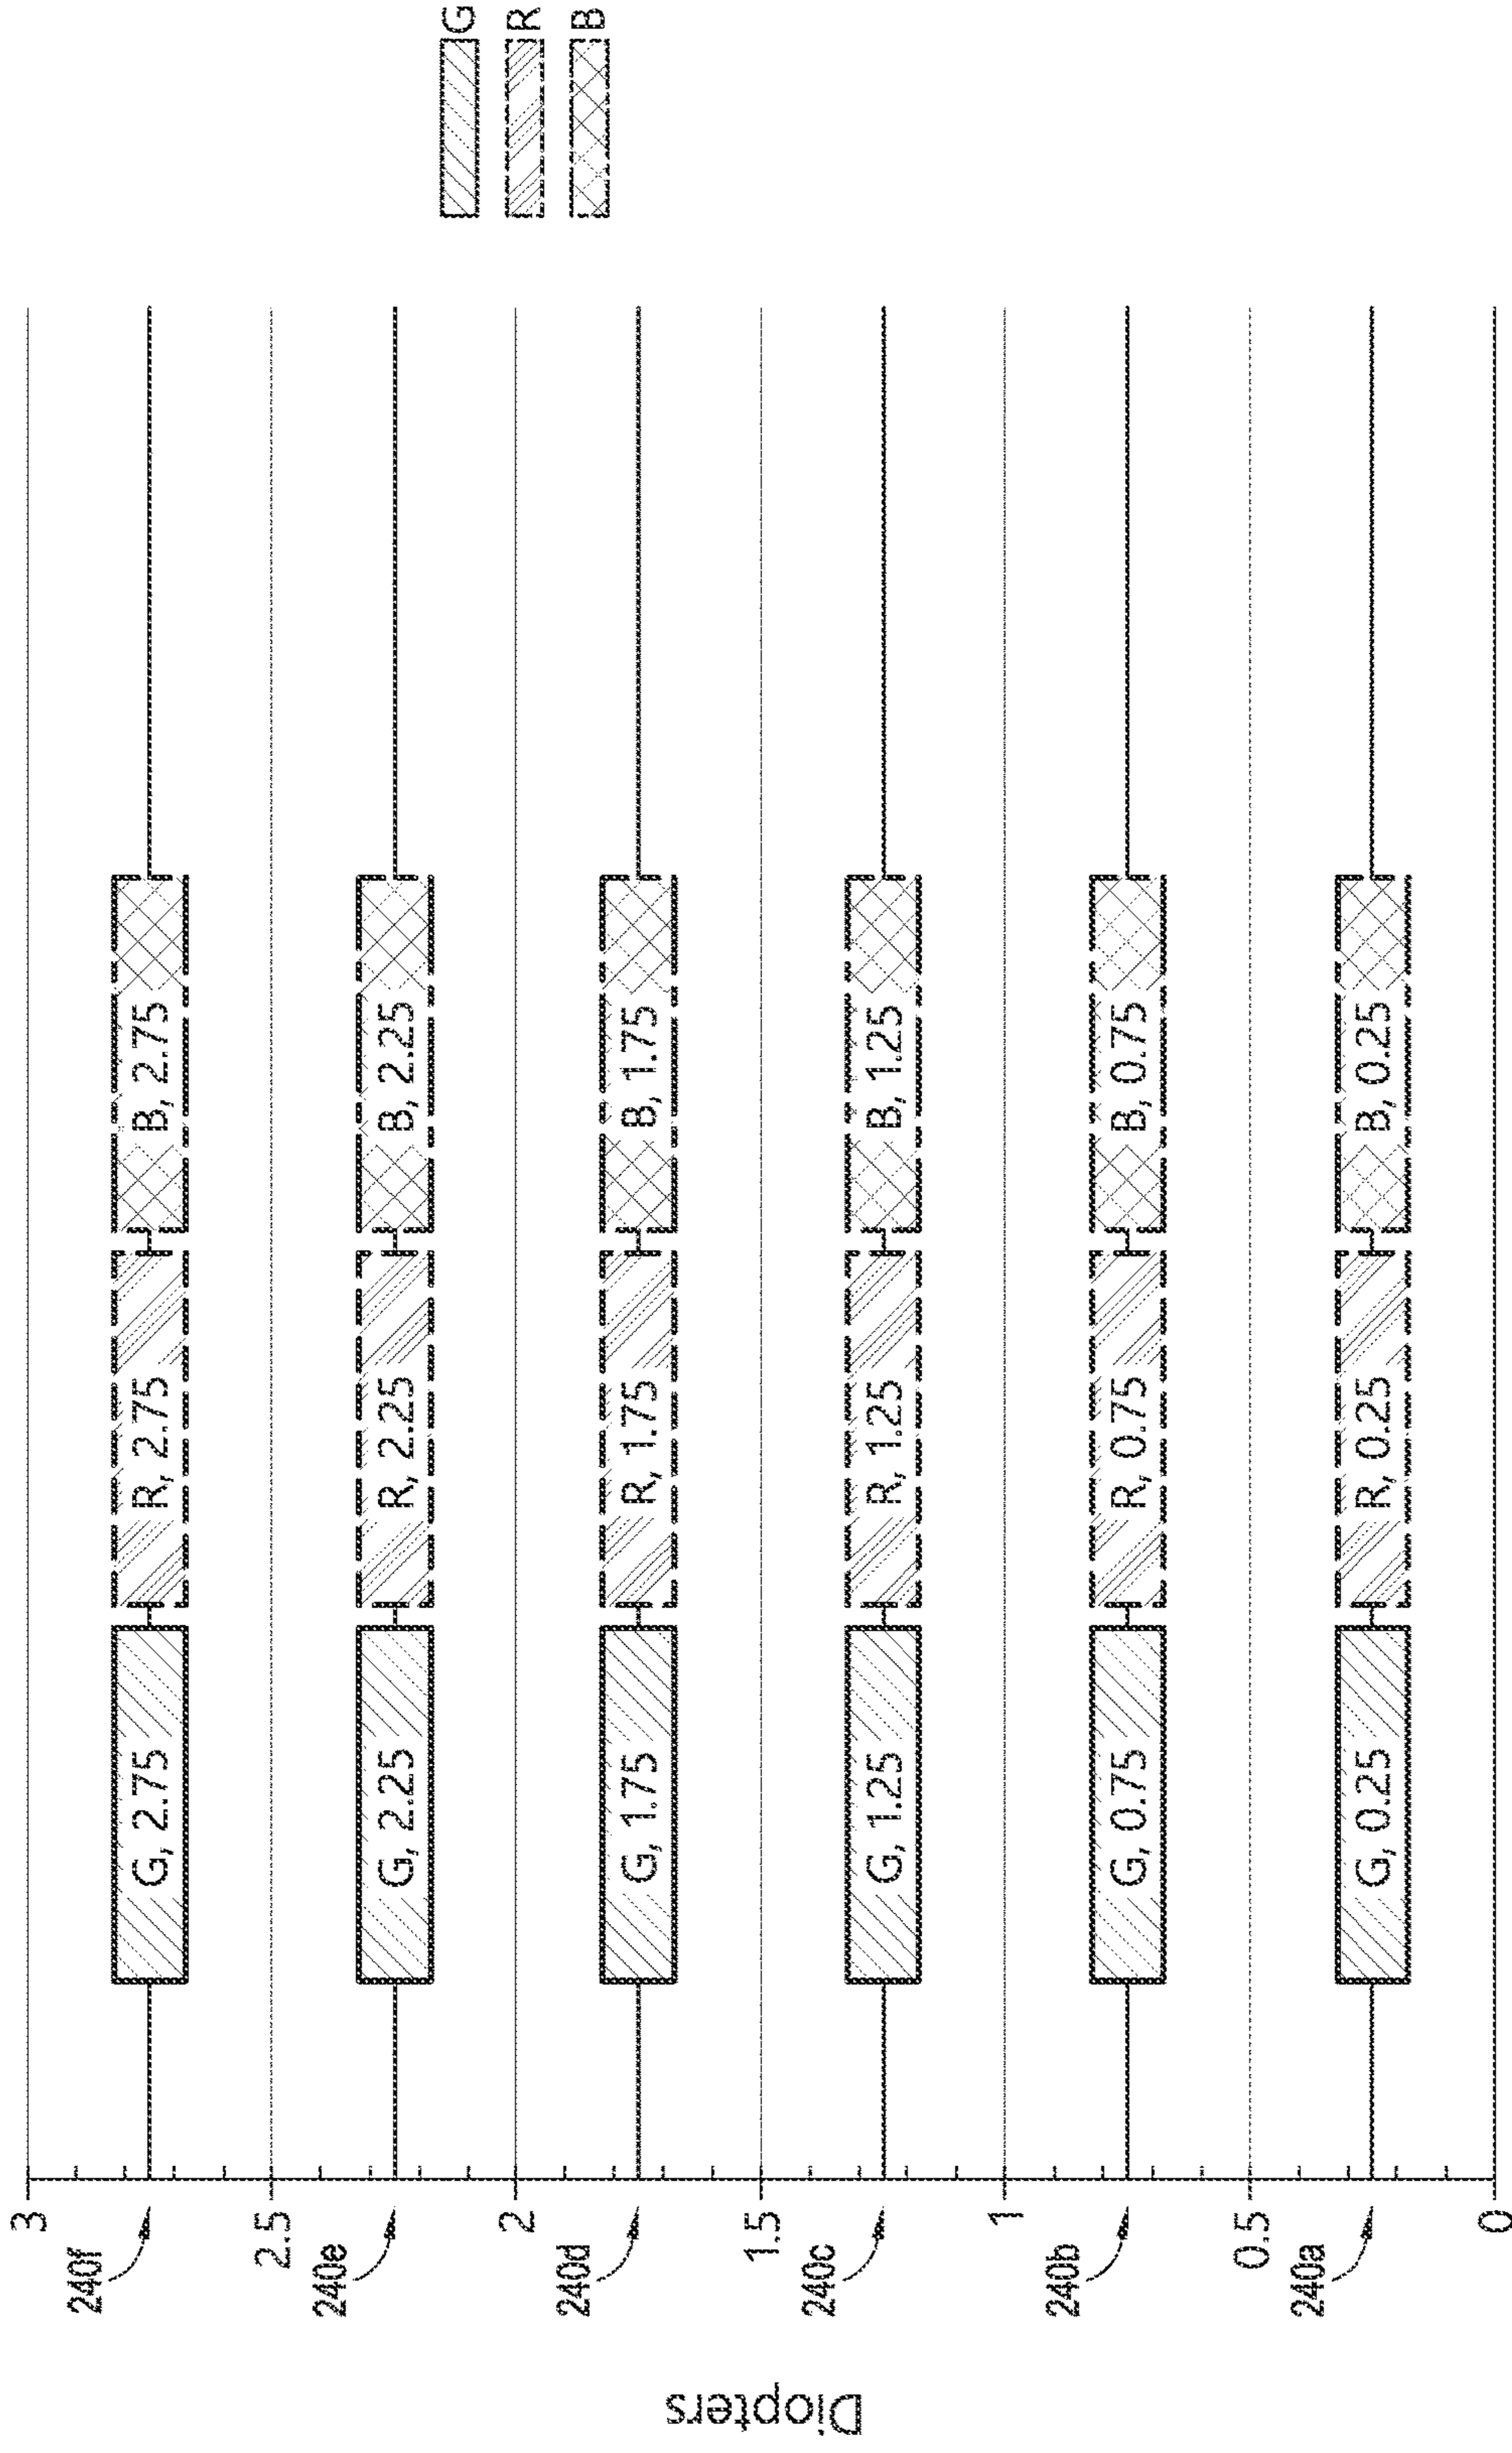 Diopters
3
240f
G, 2.75 R, 2.75 B, 2.75
2.5
240e
G, 2.25 R, 2.25 B, 2.25
2
240d
G, 1.75 R, 1.75 B, 1.75
1.5
240c
G, 1.25 R, 1.25 B, 1.25
1
240b
G, 0.75 R, 0.75 B, 0.75
0.5
240a
G, 0.25 R, 0.25 B, 0.25
0
G
R
B